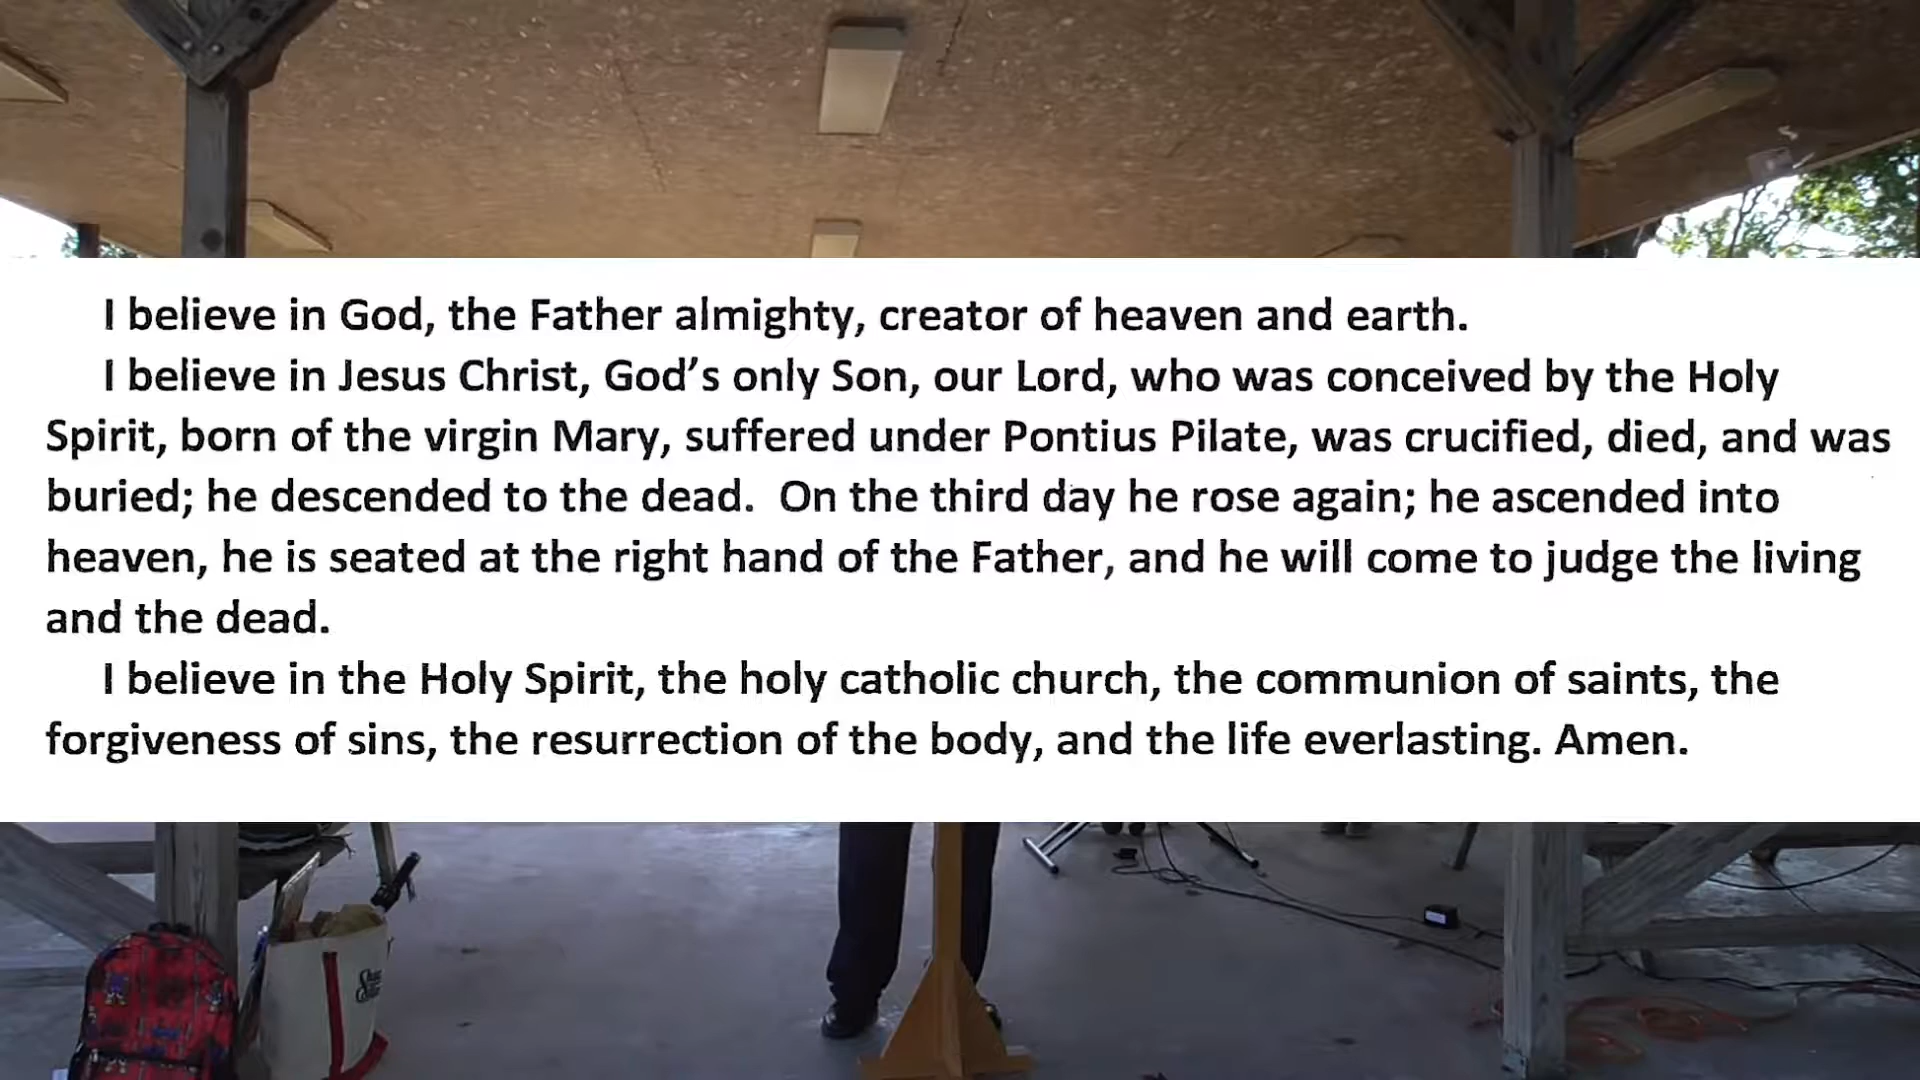 I believe in God, the Father almighty, creator of heaven and earth.
I believe in Jesus Christ, God’s only Son, our Lord, who was conceived by the Holy
Spirit, born of the virgin Mary, suffered under Pontius Pilate, was crucified, died, and was
buried; he descended to the dead.  On the third day he rose again; he ascended into
heaven, he is seated at the right hand of the Father, and he will come to judge the living
and the dead.
I believe in the Holy Spirit, the holy catholic church, the communion of saints, the
forgiveness of sins, the resurrection of the body, and the life everlasting. Amen.